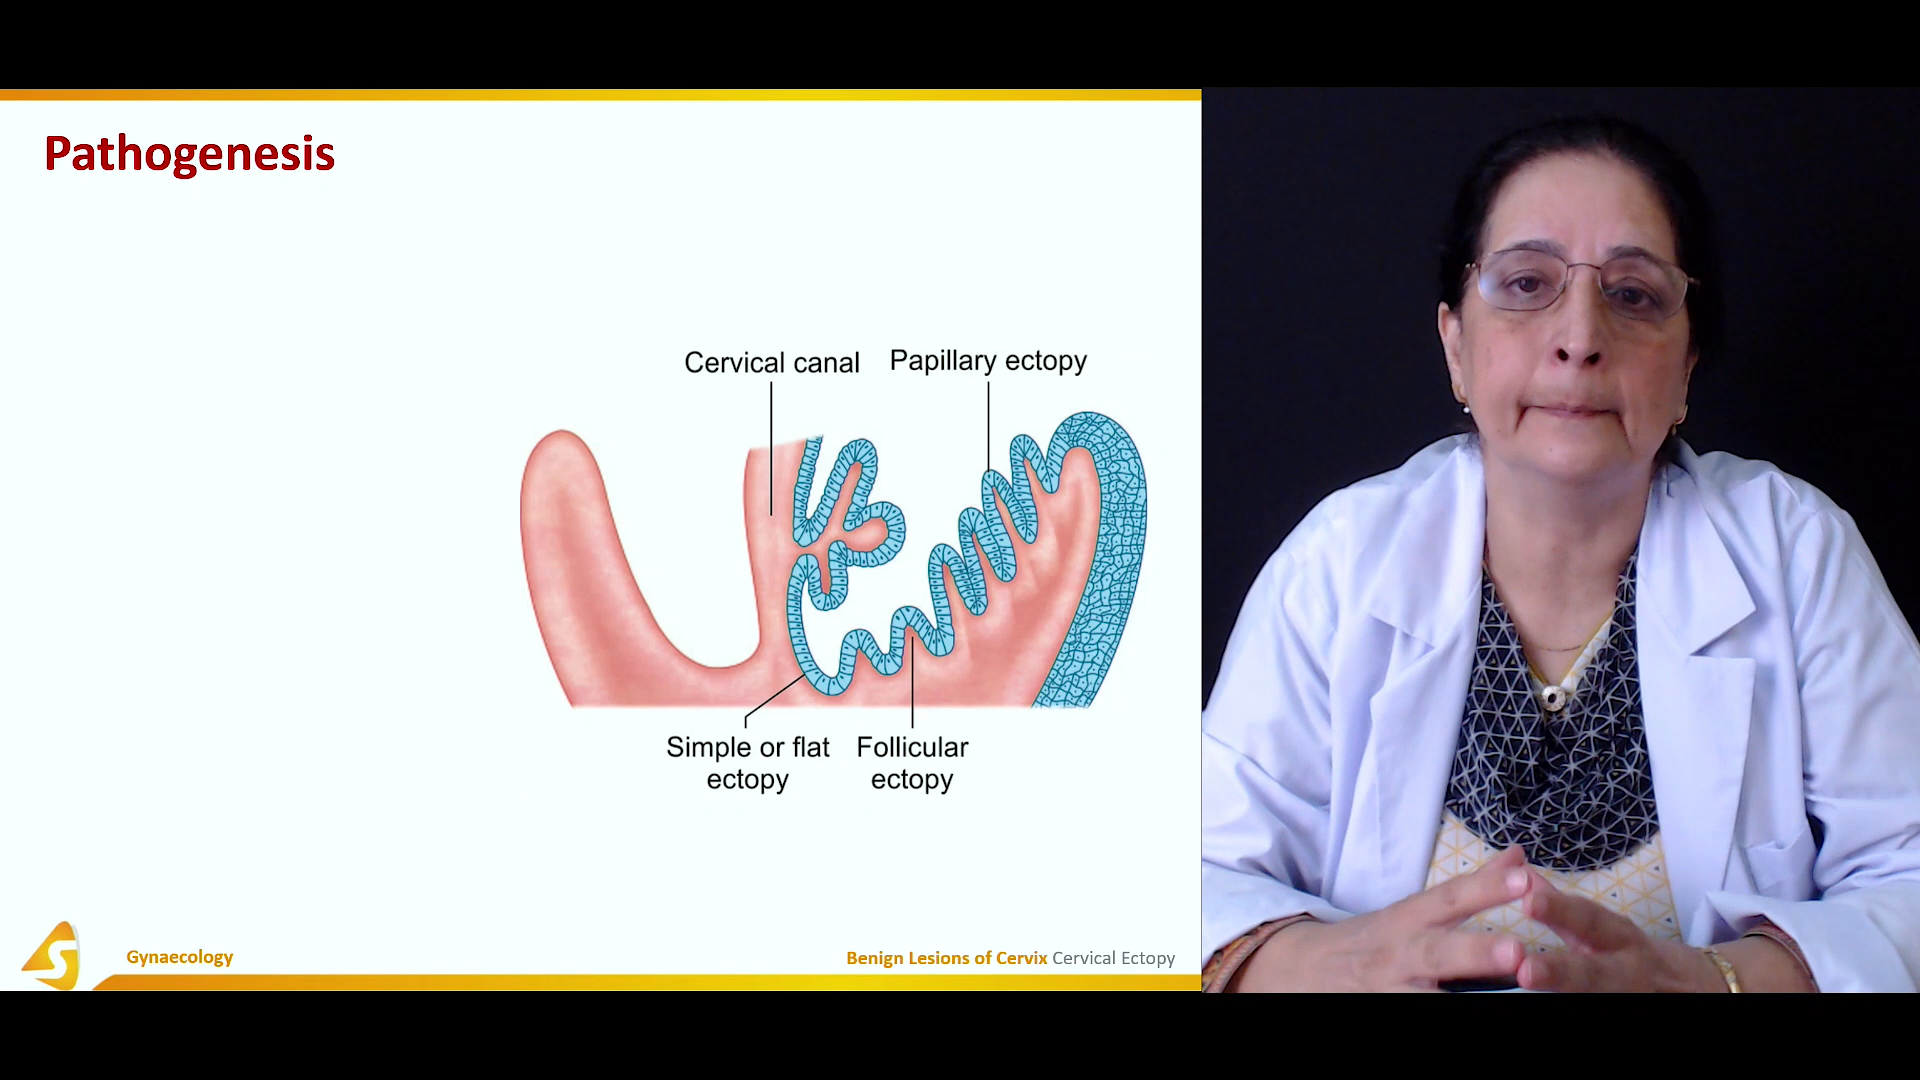 Pathogenesis
Cervical canal
Papillary ectopy
Simple or flat
ectopy
Follicular
ectopy
Gynaecology
Benign Lesions of Cervix Cervical Ectopy